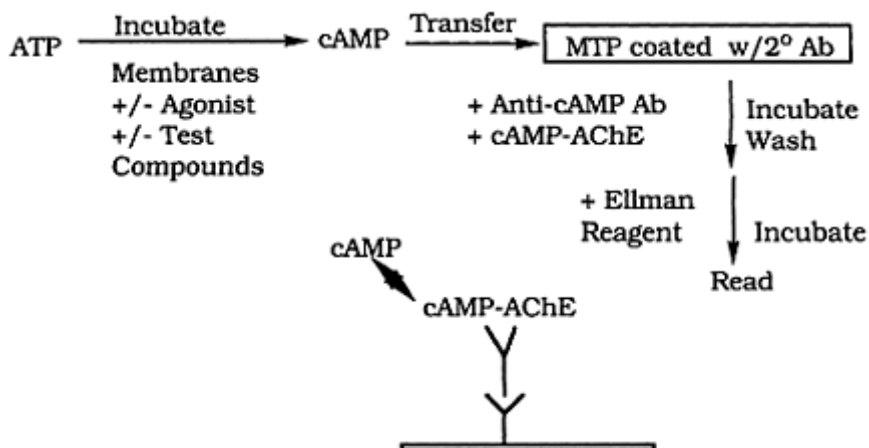 ATP
Incubate
cAMP
Transfer
MTP coated w/2º Ab
Membranes
+/- Agonist
+/- Test
Compounds
+ Anti-cAMP Ab
+ cAMP-AChE
Incubate
Wash
+ Ellman
Reagent
Incubate
Read
cAMP
cAMP-AChE